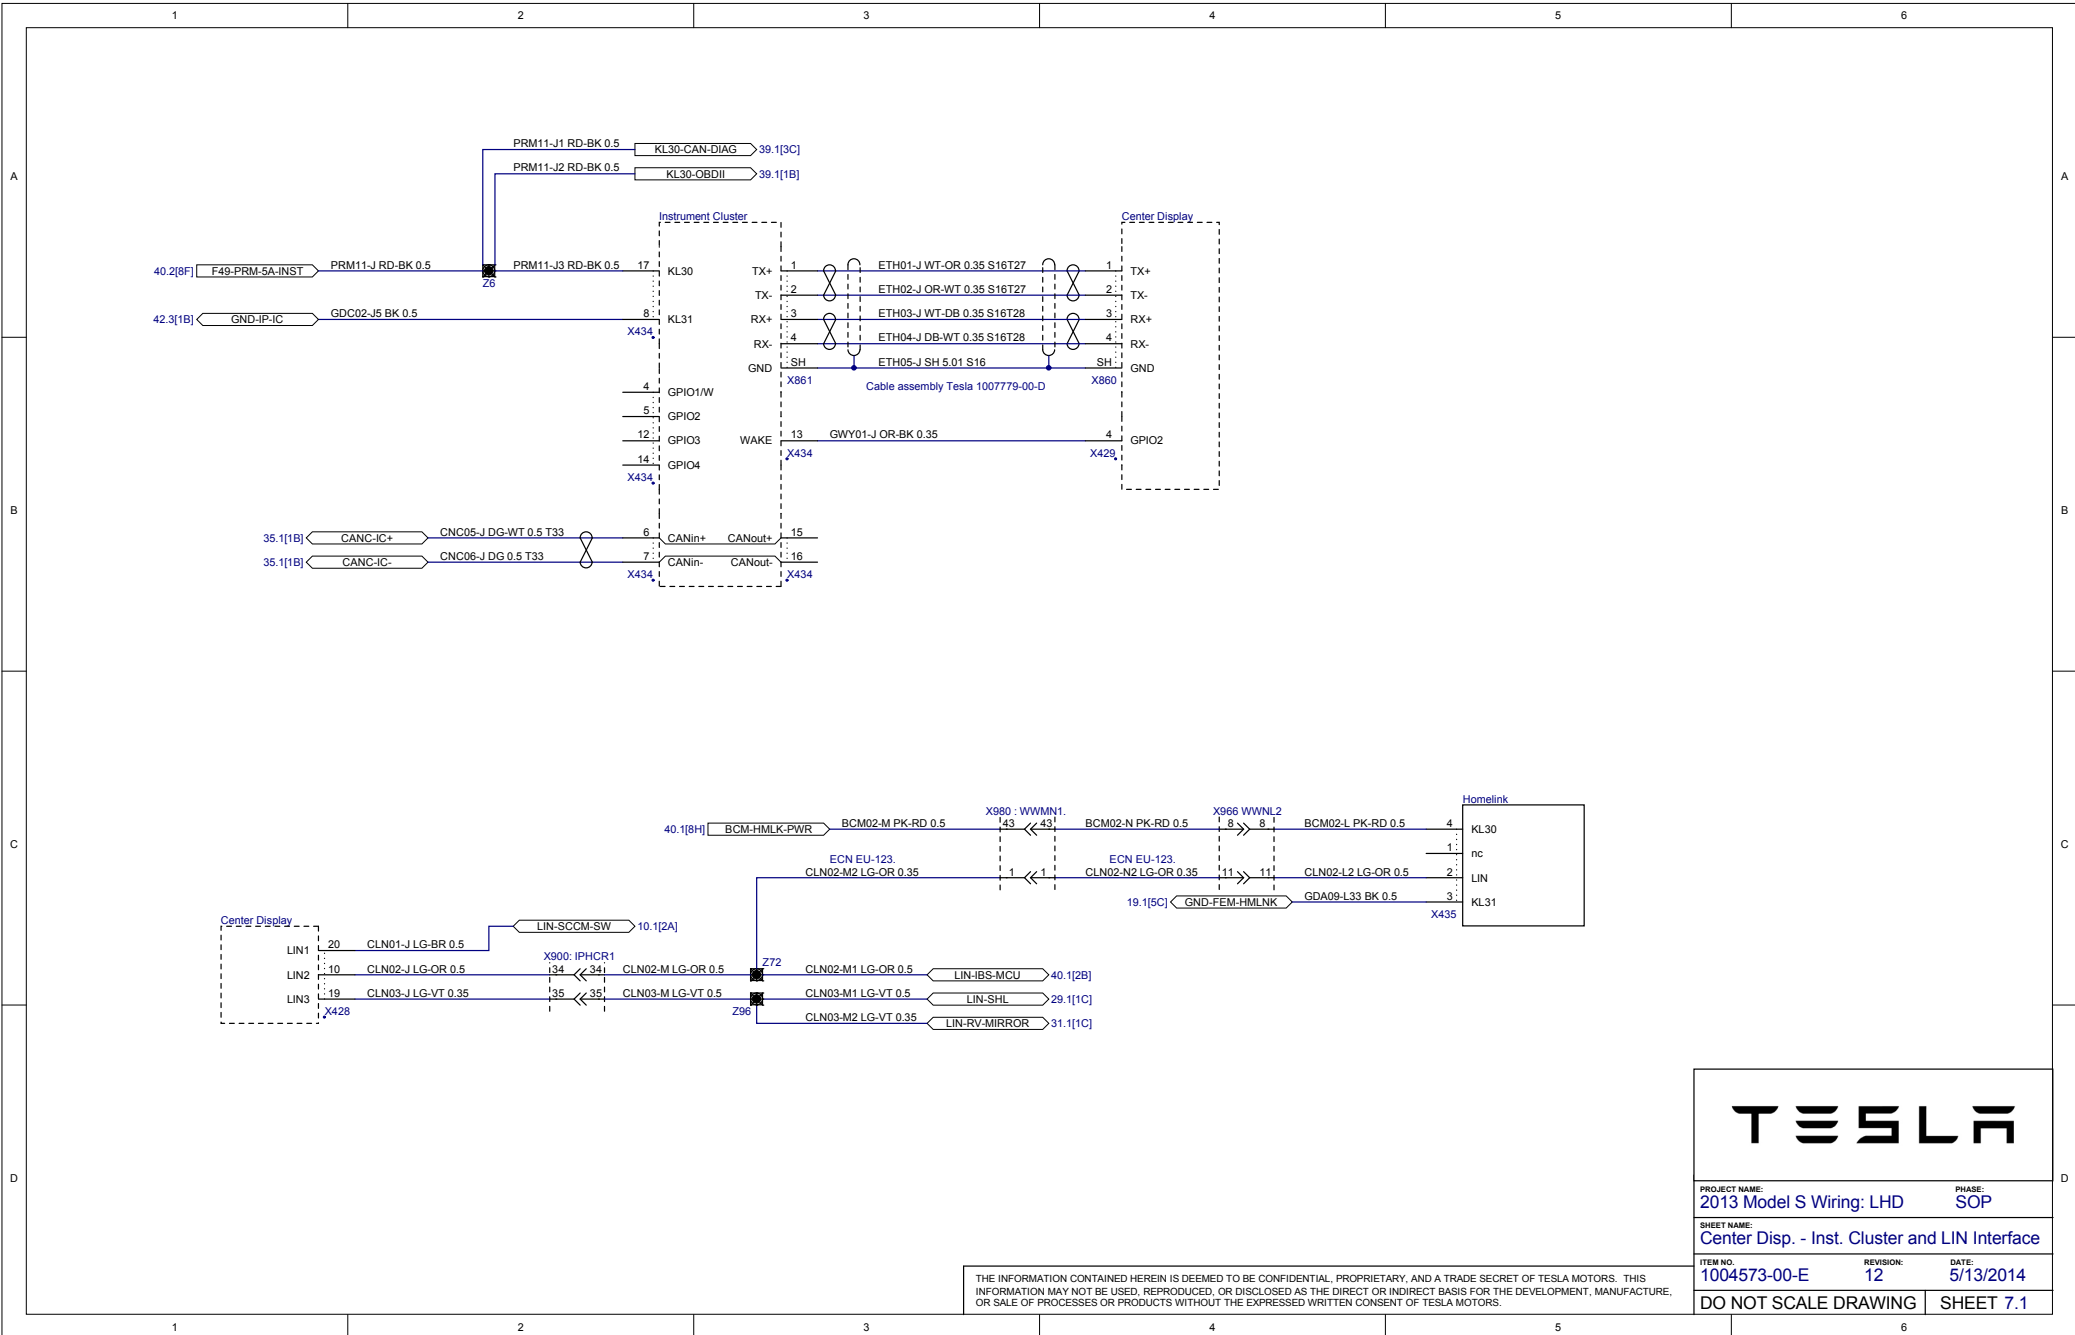 1 2 3 4 5 6
A A
B B
C C
D D
PRM11-J1 RD-BK 0.5 KL30-CAN-DIAG 39.1[3C]
PRM11-J2 RD-BK 0.5 KL30-OBDII 39.1[1B]
Instrument Cluster Center Display
40.2[8F] F49-PRM-5A-INST PRM11-J RD-BK 0.5 PRM11-J3 RD-BK 0.5 17 KL30 TX+ 1 ETH01-J WT-OR 0.35 S16T27 1 TX+
Z6
TX- 2 ETH02-J OR-WT 0.35 S16T27 2 TX-
42.3[1B] GND-IP-IC GDC02-J5 BK 0.5 8 KL31 RX+ 3 ETH03-J WT-DB 0.35 S16T28 3 RX+
X434
RX- 4 ETH04-J DB-WT 0.35 S16T28 4 RX-
GND SH ETH05-J SH 5.01 S16 SH GND
X861 Cable assembly Tesla 1007779-00-D X860
4 GPIO1/W
5 GPIO2
12 GPIO3 WAKE 13 GWY01-J OR-BK 0.35 4 GPIO2
X434 X429
14 GPIO4
X434
35.1[1B] CANC-IC+ CNC05-J DG-WT 0.5 T33 6 CANin+ CANout+ 15
35.1[1B] CANC-IC- CNC06-J DG 0.5 T33 7 CANin- CANout- 16
X434 X434
Homelink
X980 : WWMN1. X966 WWNL2
40.1[8H] BCM-HMLK-PWR BCM02-M PK-RD 0.5 43 43 BCM02-N PK-RD 0.5 8 8 BCM02-L PK-RD 0.5 4 KL30
1 nc
ECN EU-123. ECN EU-123.
CLN02-M2 LG-OR 0.35 1 1 CLN02-N2 LG-OR 0.35 11 11 CLN02-L2 LG-OR 0.5 2 LIN
19.1[5C] GND-FEM-HMLNK GDA09-L33 BK 0.5 3 KL31
X435
Center Display
LIN-SCCM-SW 10.1[2A]
LIN1 20 CLN01-J LG-BR 0.5
X900: IPHCR1
Z72
LIN2 10 CLN02-J LG-OR 0.5 34 34 CLN02-M LG-OR 0.5 CLN02-M1 LG-OR 0.5 LIN-IBS-MCU 40.1[2B]
LIN3 19 CLN03-J LG-VT 0.35 35 35 CLN03-M LG-VT 0.5 CLN03-M1 LG-VT 0.5 LIN-SHL 29.1[1C]
X428 Z96
CLN03-M2 LG-VT 0.35 LIN-RV-MIRROR 31.1[1C]
TESLA
PROJECT NAME: PHASE:
2013 Model S Wiring: LHD SOP
SHEET NAME:
Center Disp. - Inst. Cluster and LIN Interface
ITEM NO. REVISION: DATE:
1004573-00-E 12 5/13/2014
DO NOT SCALE DRAWING SHEET 7.1
THE INFORMATION CONTAINED HEREIN IS DEEMED TO BE CONFIDENTIAL, PROPRIETARY, AND A TRADE SECRET OF TESLA MOTORS. THIS
INFORMATION MAY NOT BE USED, REPRODUCED, OR DISCLOSED AS THE DIRECT OR INDIRECT BASIS FOR THE DEVELOPMENT, MANUFACTURE,
OR SALE OF PROCESSES OR PRODUCTS WITHOUT THE EXPRESSED WRITTEN CONSENT OF TESLA MOTORS.
1 2 3 4 5 6